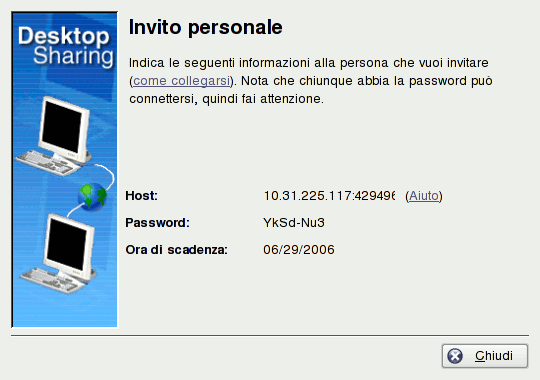 Desktop
Sharing
Invito personale
Indica le seguenti informazioni alla persona che vuoi invitare
(come collegarsi). Nota che chiunque abbia la password può
connettersi, quindi fai attenzione.
Host: 10.31.225.117:429496 (Aiuto)
Password: YkSd-Nu3
Ora di scadenza: 06/29/2006
Chiudi